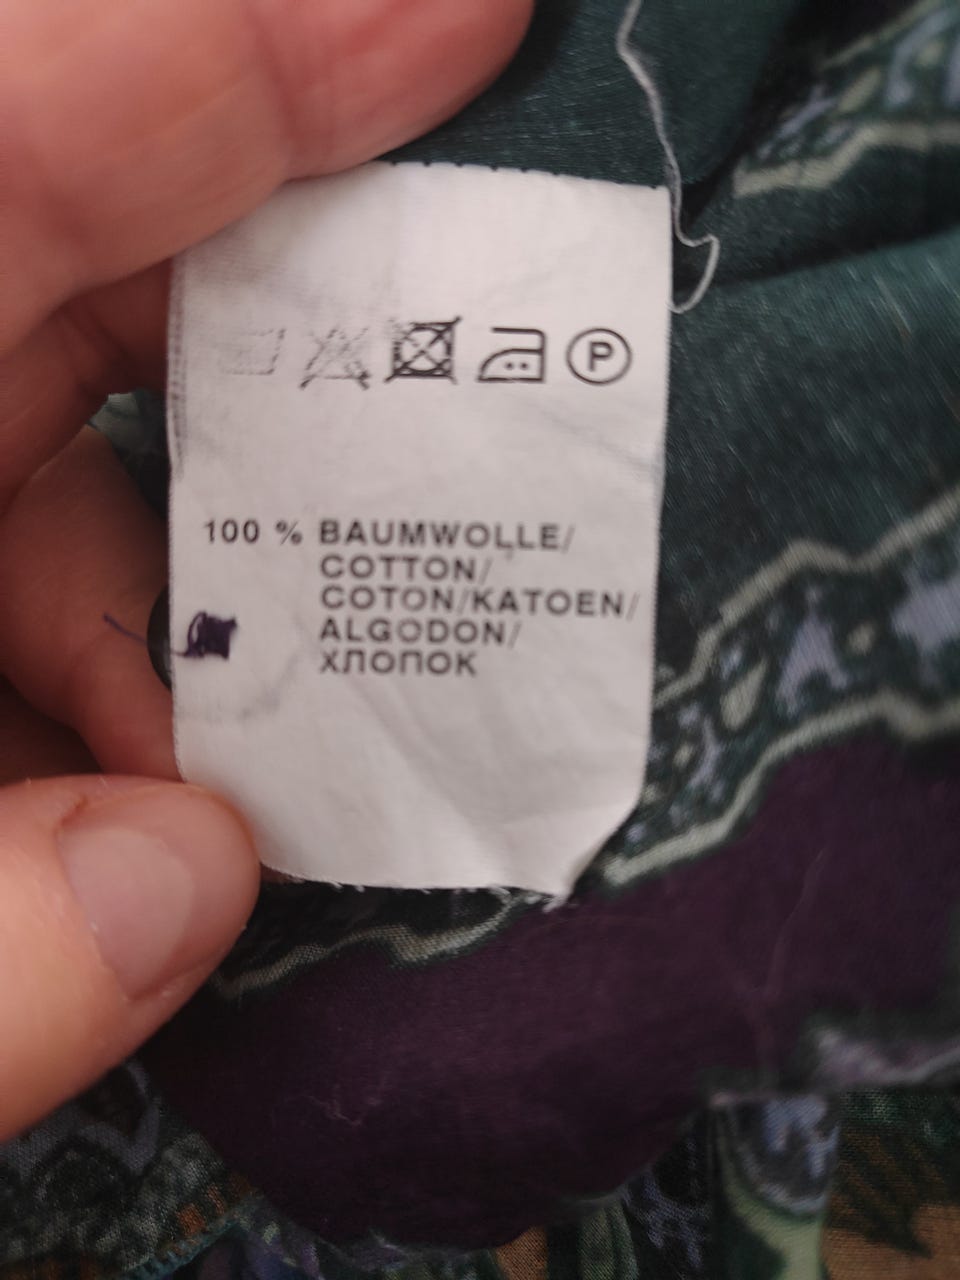 P
100 % BAUMWOLLE/
COTTON/
COTON/KATOEN/
ALGODON/
ХЛОПОК